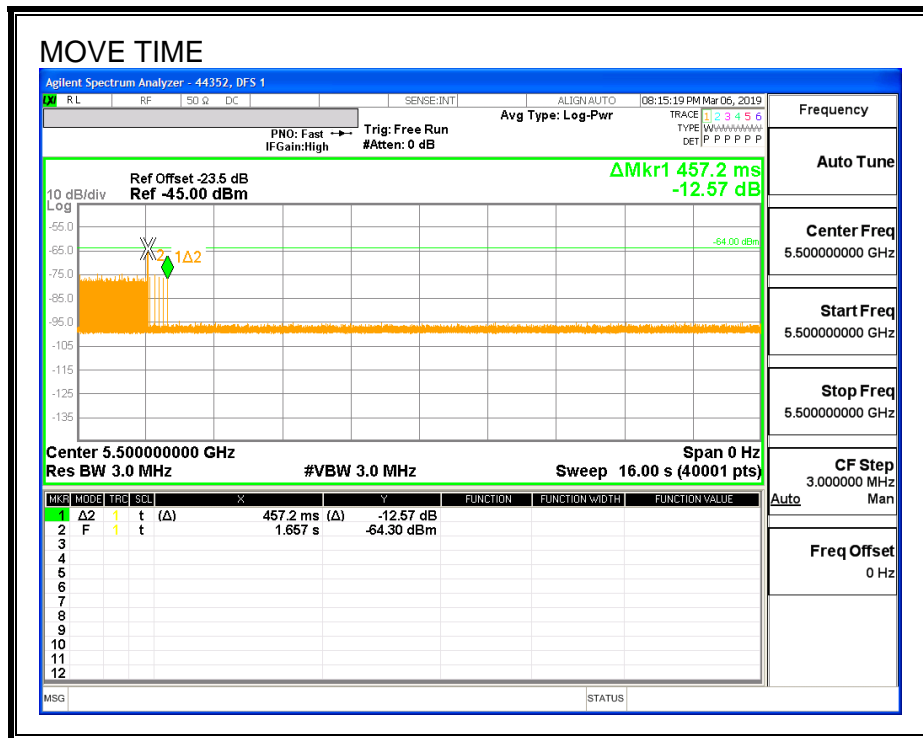 MOVE TIME
Agilent Spectrum Analyzer - 44352, DFS 1
LXI RL RF 50 Ω DC SENSE:INT ALIGN AUTO 08:15:19 PM Mar 06, 2019
PNO: Fast
IFGain:High
Trig: Free Run
#Atten: 0 dB
Avg Type: Log-Pwr
TRACE 1 2 3 4 5 6
TYPE WWWWWW
DET P P P P P P
ΔMkr1 457.2 ms
-12.57 dB
Ref Offset -23.5 dB
10 dB/div Ref -45.00 dBm
Log
-55.0
-65.0
-75.0
-85.0
-95.0
-105
-115
-125
-135
2
1Δ2
-64.00 dBm
Center 5.500000000 GHz Span 0 Hz
Res BW 3.0 MHz #VBW 3.0 MHz Sweep 16.00 s (40001 pts)
MKR MODE TRC SCL X Y FUNCTION FUNCTION WIDTH FUNCTION VALUE
1 Δ2 1 t (Δ) 457.2 ms (Δ) -12.57 dB
2 F 1 t 1.657 s -64.30 dBm
3
4
5
6
7
8
9
10
11
12
MSG STATUS
Frequency
Auto Tune
Center Freq
5.500000000 GHz
Start Freq
5.500000000 GHz
Stop Freq
5.500000000 GHz
CF Step
3.000000 MHz
Auto Man
Freq Offset
0 Hz